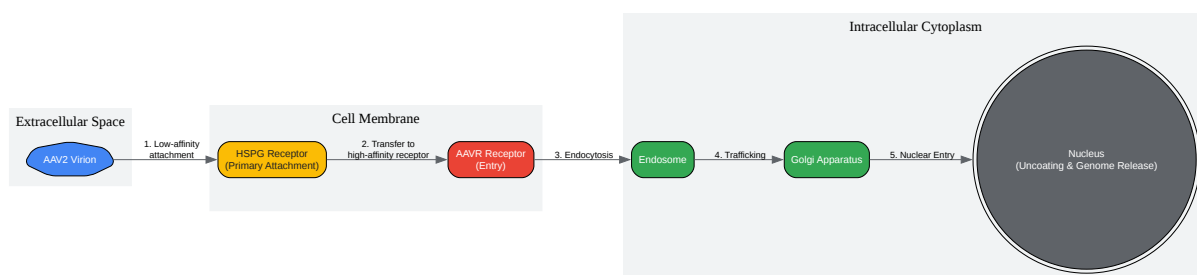 Intracellular Cytoplasm
Extracellular Space
AAV2 Virion
1. Low-affinity
attachment
Cell Membrane
HSPG Receptor
(Primary Attachment)
2. Transfer to
high-affinity receptor
AAVR Receptor
(Entry)
3. Endocytosis
Endosome
4. Trafficking
Golgi Apparatus
5. Nuclear Entry
Nucleus
(Uncoating & Genome Release)